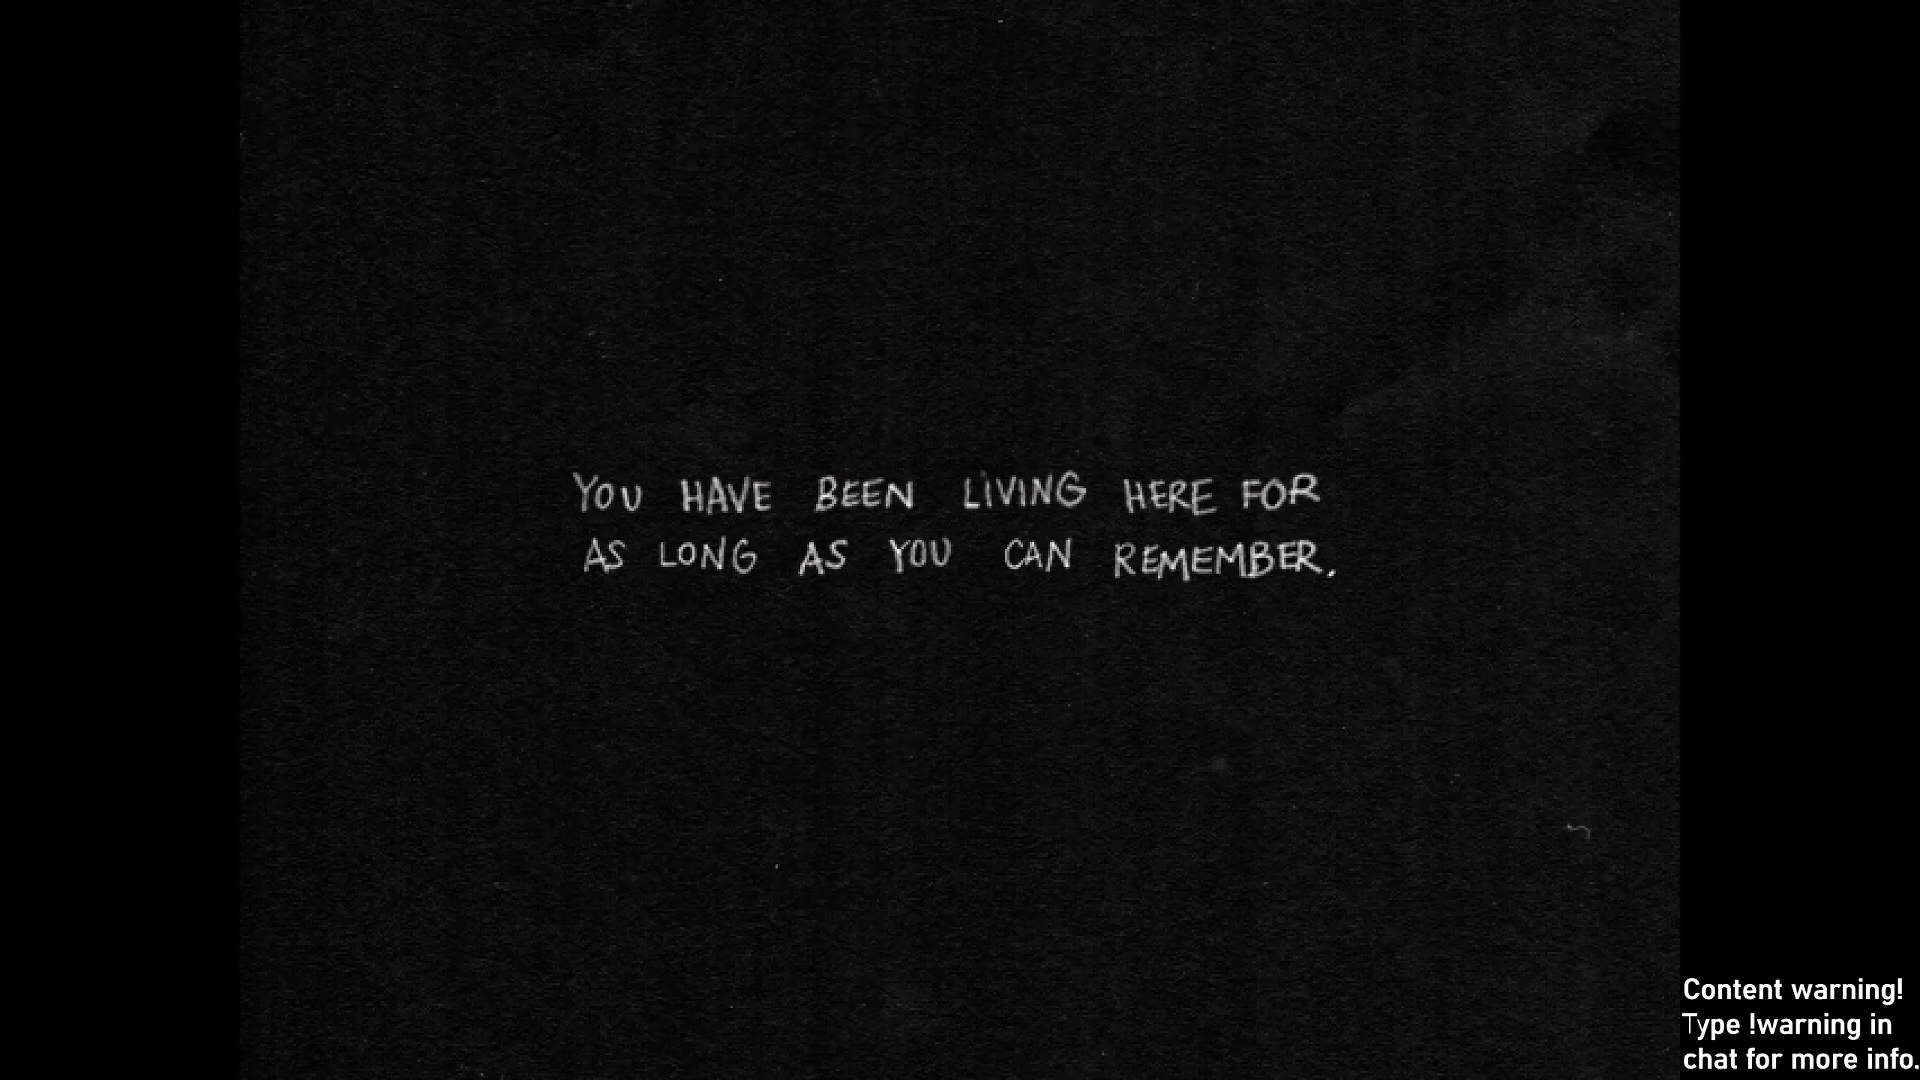 YOU HAVE BEEN LIVING HERE FOR
AS LONG AS YOU CAN REMEMBER.
Content warning!
Type !warning in
chat for more info.